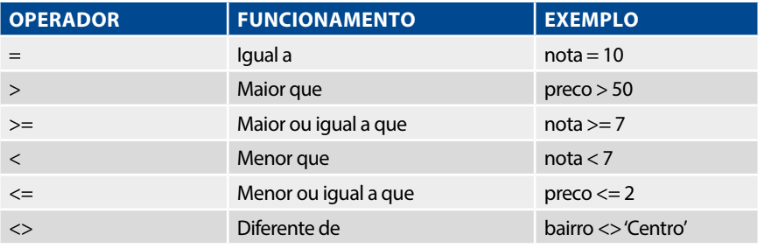 OPERADOR FUNCIONAMENTO EXEMPLO
= Igual a nota = 10
> Maior que preco > 50
>= Maior ou igual a que nota >= 7
< Menor que nota < 7
<= Menor ou igual a que preco <= 2
<> Diferente de bairro <> ‘Centro’